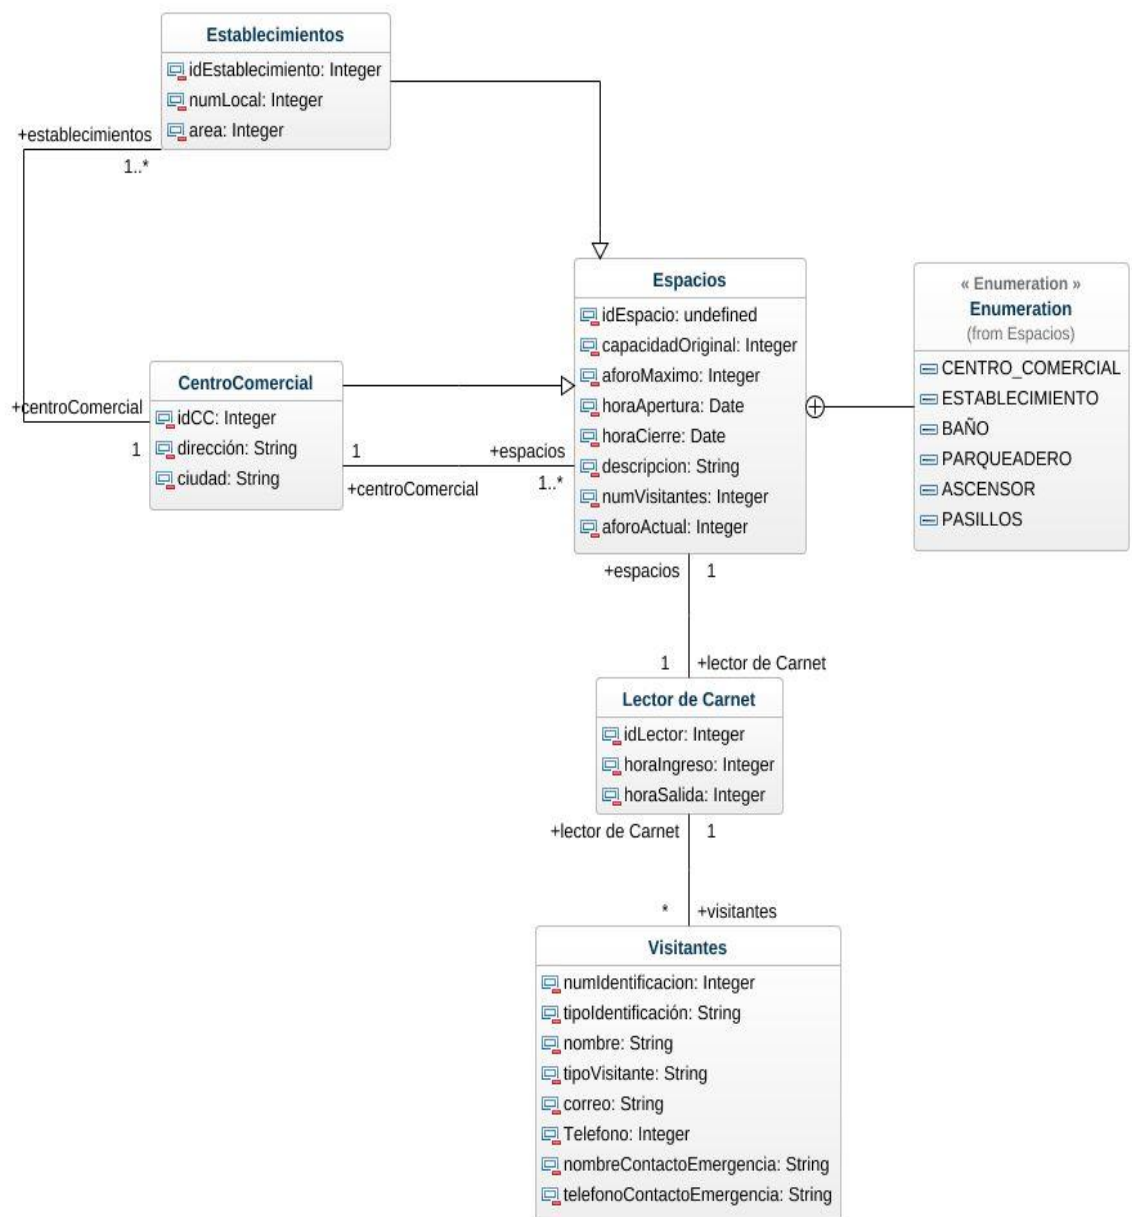 Establecimientos
idEstablecimiento: Integer
numLocal: Integer
area: Integer
+establecimientos
1..*
Espacios
idEspacio: undefined
capacidadOriginal: Integer
aforoMaximo: Integer
horaApertura: Date
horaCierre: Date
descripcion: String
numVisitantes: Integer
aforoActual: Integer
« Enumeration »
Enumeration
(from Espacios)
CENTRO_COMERCIAL
ESTABLECIMIENTO
BAÑO
PARQUEADERO
ASCENSOR
PASILLOS
CentroComercial
idCC: Integer
dirección: String
ciudad: String
+centroComercial
1
1
+centroComercial
+espacios
1..*
+espacios
1
1
+lector de Carnet
Lector de Carnet
idLector: Integer
horaIngreso: Integer
horaSalida: Integer
+lector de Carnet
1
*
+visitantes
Visitantes
numIdentificacion: Integer
tipoIdentificación: String
nombre: String
tipoVisitante: String
correo: String
Telefono: Integer
nombreContactoEmergencia: String
telefonoContactoEmergencia: String